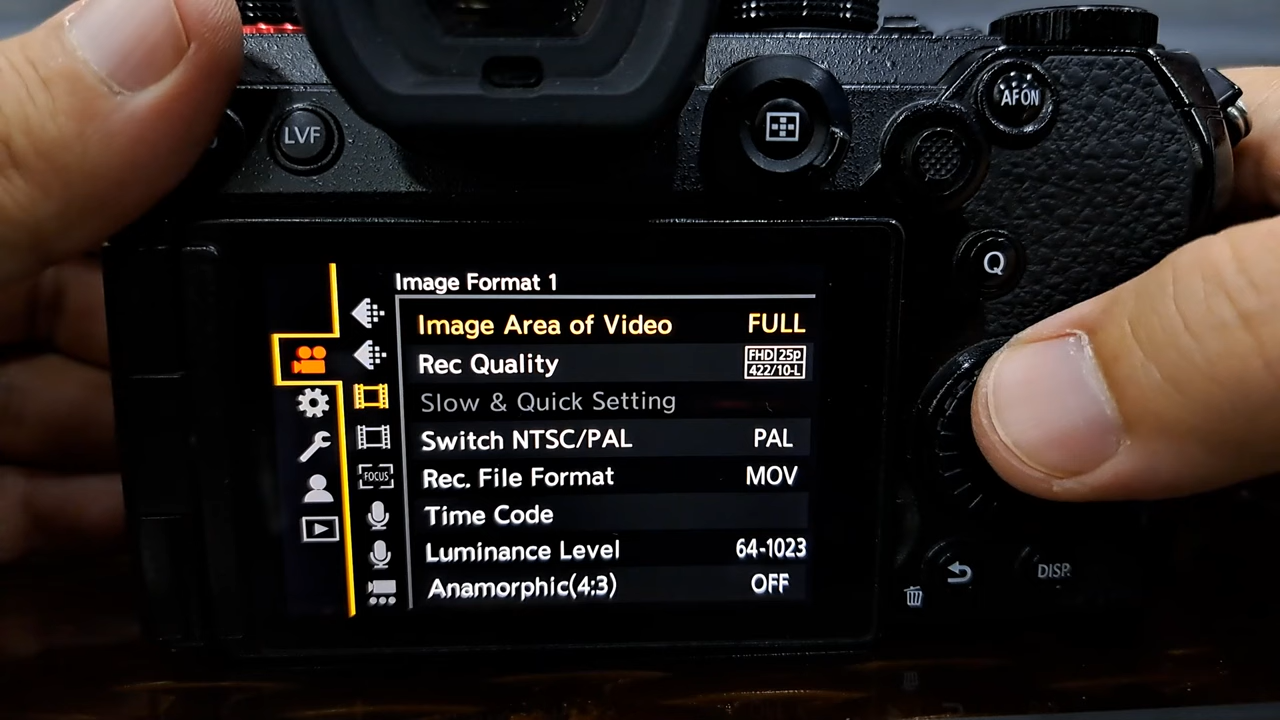 LVF
AF ON
Q
Image Format 1
Image Area of Video FULL
Rec Quality FHD 25p
422/10-L
Slow & Quick Setting
Switch NTSC/PAL PAL
Rec. File Format MOV
FOCUS
Time Code
Luminance Level 64-1023
Anamorphic(4:3) OFF
DISP.